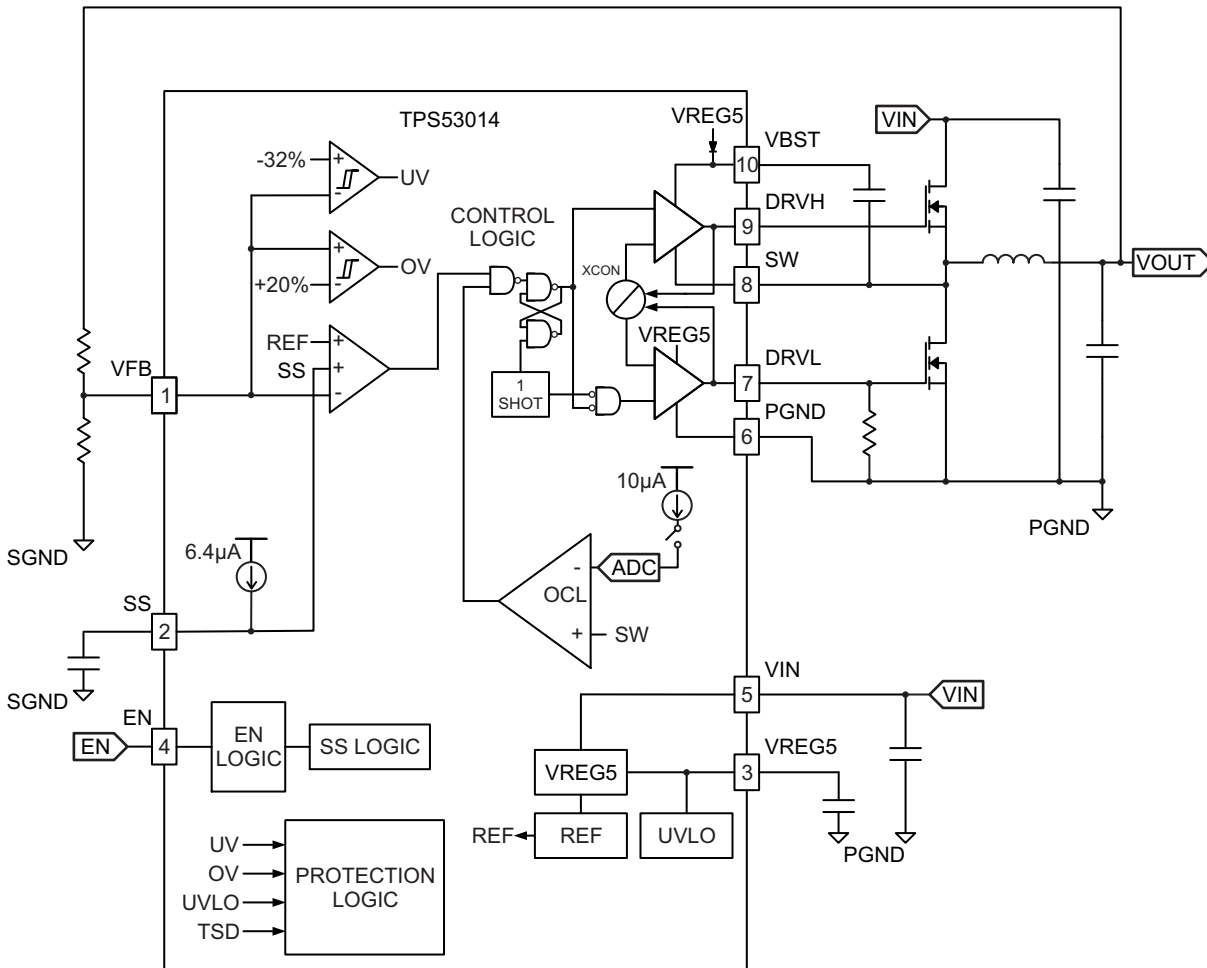 TPS53014
VREG5
VBST
VIN
10
-32%
+
-
UV
DRVH
9
CONTROL
LOGIC
+
-
OV
+20%
XCON
SW
8
VOUT
REF
+
SS
+
-
VREG5
VFB
1
DRVL
7
1
SHOT
PGND
6
10µA
PGND
SGND
6.4µA
-
ADC
OCL
+
SW
SS
2
SGND
VIN
5
VIN
EN
EN
4
EN
LOGIC
SS LOGIC
VREG5
VREG5
3
REF
REF
UVLO
PGND
UV
OV
UVLO
TSD
PROTECTION
LOGIC